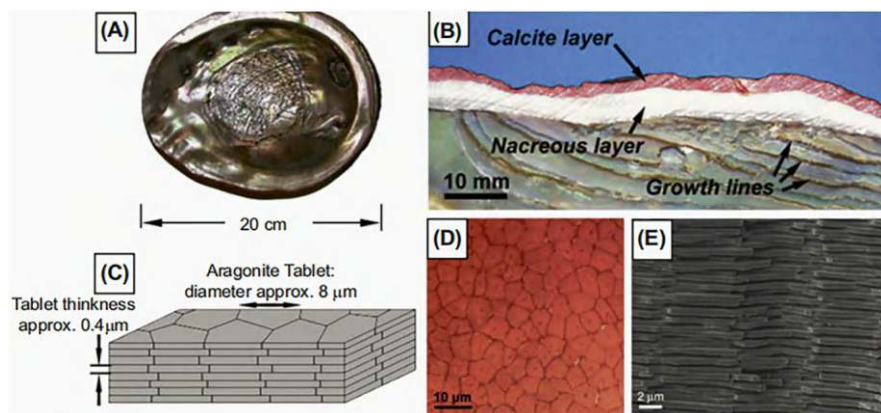 (A)
20 cm
(B)
Calcite layer
Nacreous layer
Growth lines
10 mm
(C)
Aragonite Tablet:
diameter approx. 8 μm
Tablet thinkness
approx. 0.4μm
(D)
10 μm
(E)
2 μm